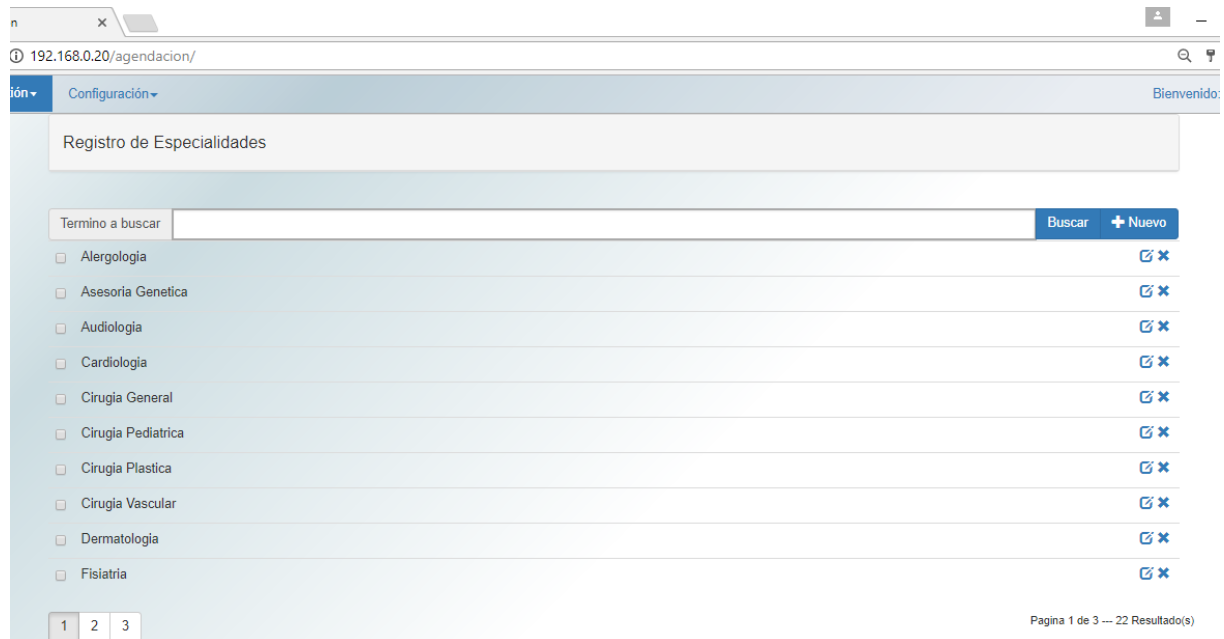 n
192.168.0.20/agendacion/
ión Configuración Bienvenido:
Registro de Especialidades
Termino a buscar Buscar Nuevo
Alergologia
Asesoria Genetica
Audiologia
Cardiologia
Cirugia General
Cirugia Pediatrica
Cirugia Plastica
Cirugia Vascular
Dermatologia
Fisiatria
1 2 3 Pagina 1 de 3 --- 22 Resultado(s)